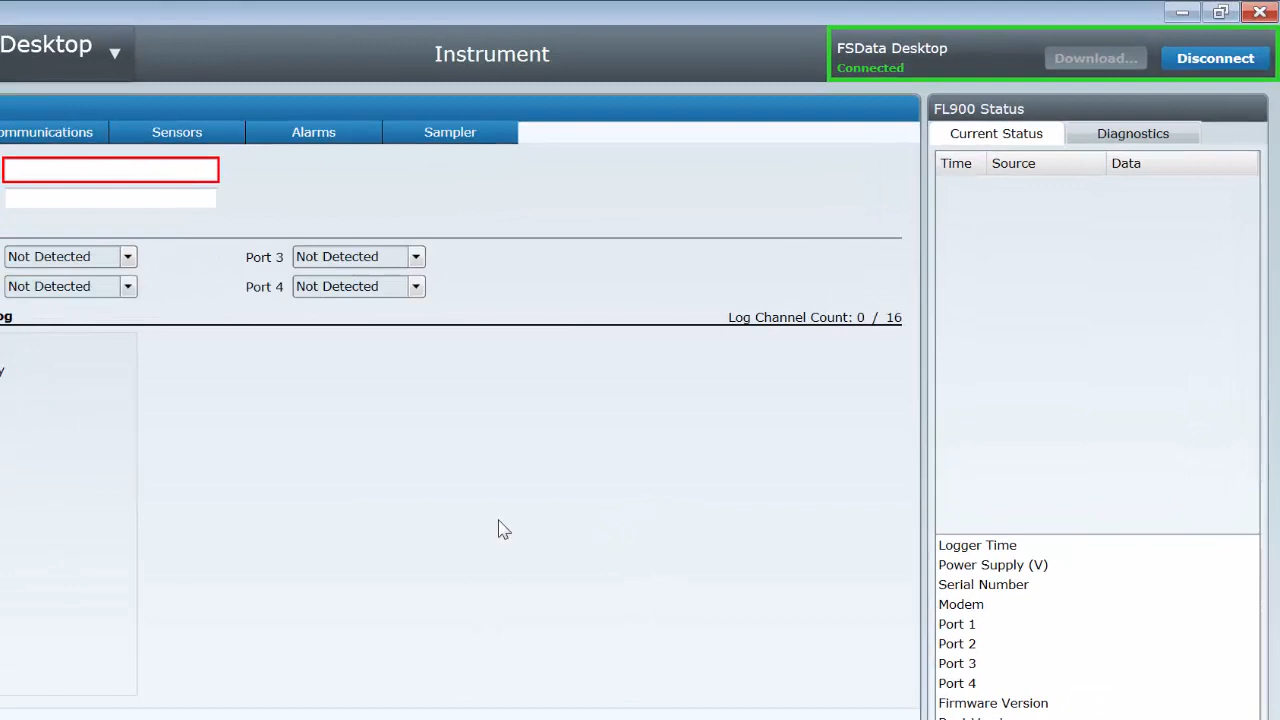 Desktop ▼
Instrument
FSData Desktop
Connected
Download...
Disconnect
ommunications
Sensors
Alarms
Sampler
FL900 Status
Current Status
Diagnostics
Time
Source
Data
Not Detected
Port 3
Not Detected
Not Detected
Port 4
Not Detected
og
Log Channel Count: 0 / 16
y
Logger Time
Power Supply (V)
Serial Number
Modem
Port 1
Port 2
Port 3
Port 4
Firmware Version